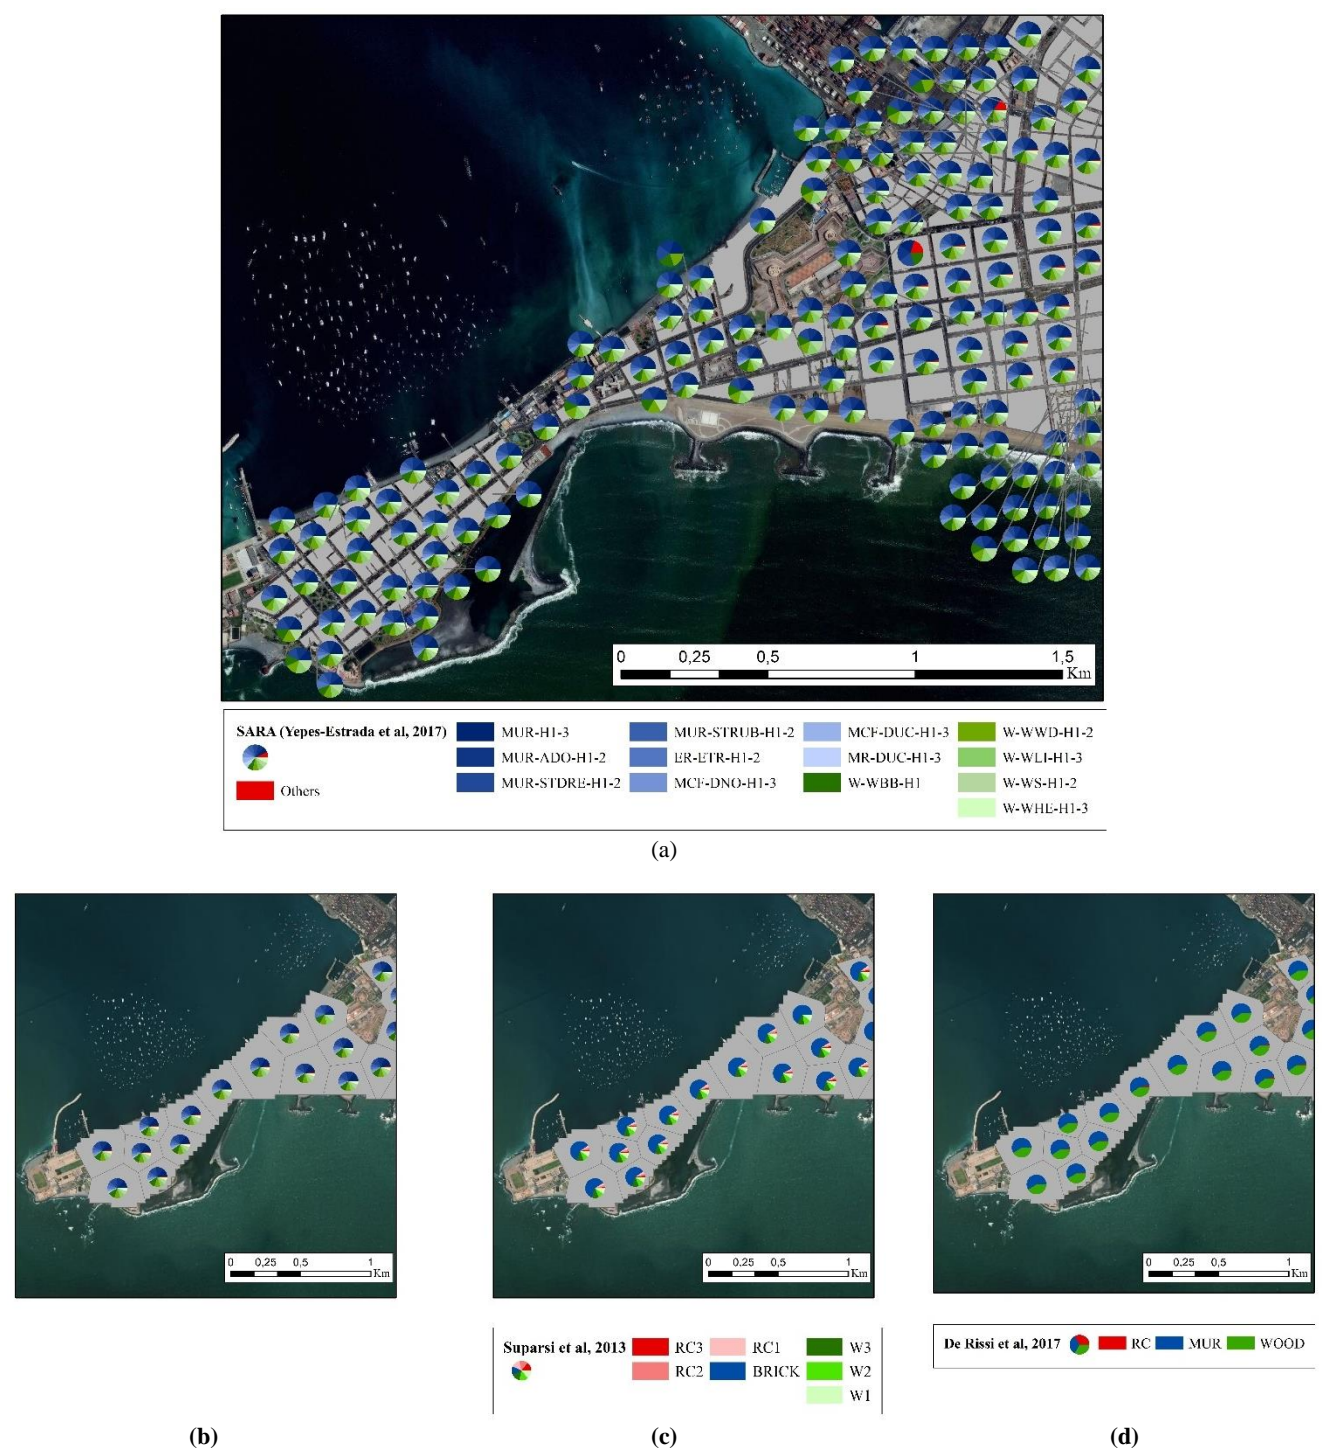 0 0,25 0,5 1 1,5
Km
SARA (Yepes-Estrada et al, 2017)
Others
MUR-H1-3
MUR-ADO-H1-2
MUR-STDRE-H1-2
MUR-STRUB-H1-2
ER-ETR-H1-2
MCF-DNO-H1-3
MCF-DUC-H1-3
MR-DUC-H1-3
W-WBB-H1
W-WWD-H1-2
W-WLI-H1-3
W-WS-H1-2
W-WHE-H1-3
(a)
0 0,25 0,5 1
Km
0 0,25 0,5 1
Km
0 0,25 0,5 1
Km
Suparsi et al, 2013
RC3
RC2
RC1
BRICK
W3
W2
W1
De Rissi et al, 2017
RC
MUR
WOOD
(b)
(c)
(d)